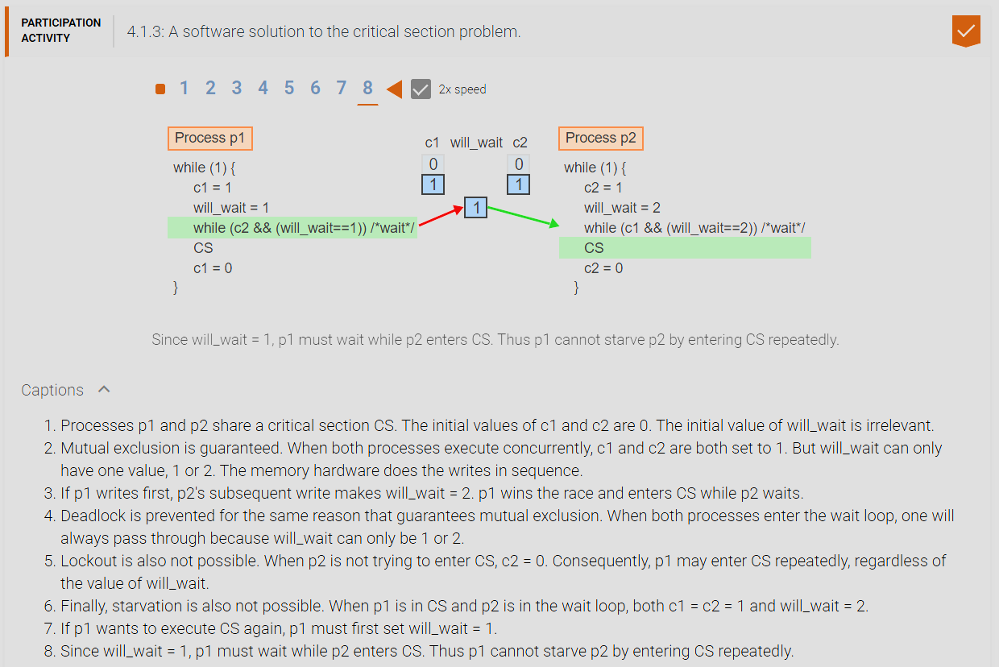 PARTICIPATION
ACTIVITY
4.1.3: A software solution to the critical section problem.
1 2 3 4 5 6 7 8 2x speed
Process p1
c1 will_wait c2
Process p2
while (1) {
c1 = 1
will_wait = 1
while (c2 && (will_wait==1)) /*wait*/
CS
c1 = 0
}
0
1
0
1
1
while (1) {
c2 = 1
will_wait = 2
while (c1 && (will_wait==2)) /*wait*/
CS
c2 = 0
}
Since will_wait = 1, p1 must wait while p2 enters CS. Thus p1 cannot starve p2 by entering CS repeatedly.
Captions
1. Processes p1 and p2 share a critical section CS. The initial values of c1 and c2 are 0. The initial value of will_wait is irrelevant.
2. Mutual exclusion is guaranteed. When both processes execute concurrently, c1 and c2 are both set to 1. But will_wait can only
have one value, 1 or 2. The memory hardware does the writes in sequence.
3. If p1 writes first, p2's subsequent write makes will_wait = 2. p1 wins the race and enters CS while p2 waits.
4. Deadlock is prevented for the same reason that guarantees mutual exclusion. When both processes enter the wait loop, one will
always pass through because will_wait can only be 1 or 2.
5. Lockout is also not possible. When p2 is not trying to enter CS, c2 = 0. Consequently, p1 may enter CS repeatedly, regardless of
the value of will_wait.
6. Finally, starvation is also not possible. When p1 is in CS and p2 is in the wait loop, both c1 = c2 = 1 and will_wait = 2.
7. If p1 wants to execute CS again, p1 must first set will_wait = 1.
8. Since will_wait = 1, p1 must wait while p2 enters CS. Thus p1 cannot starve p2 by entering CS repeatedly.